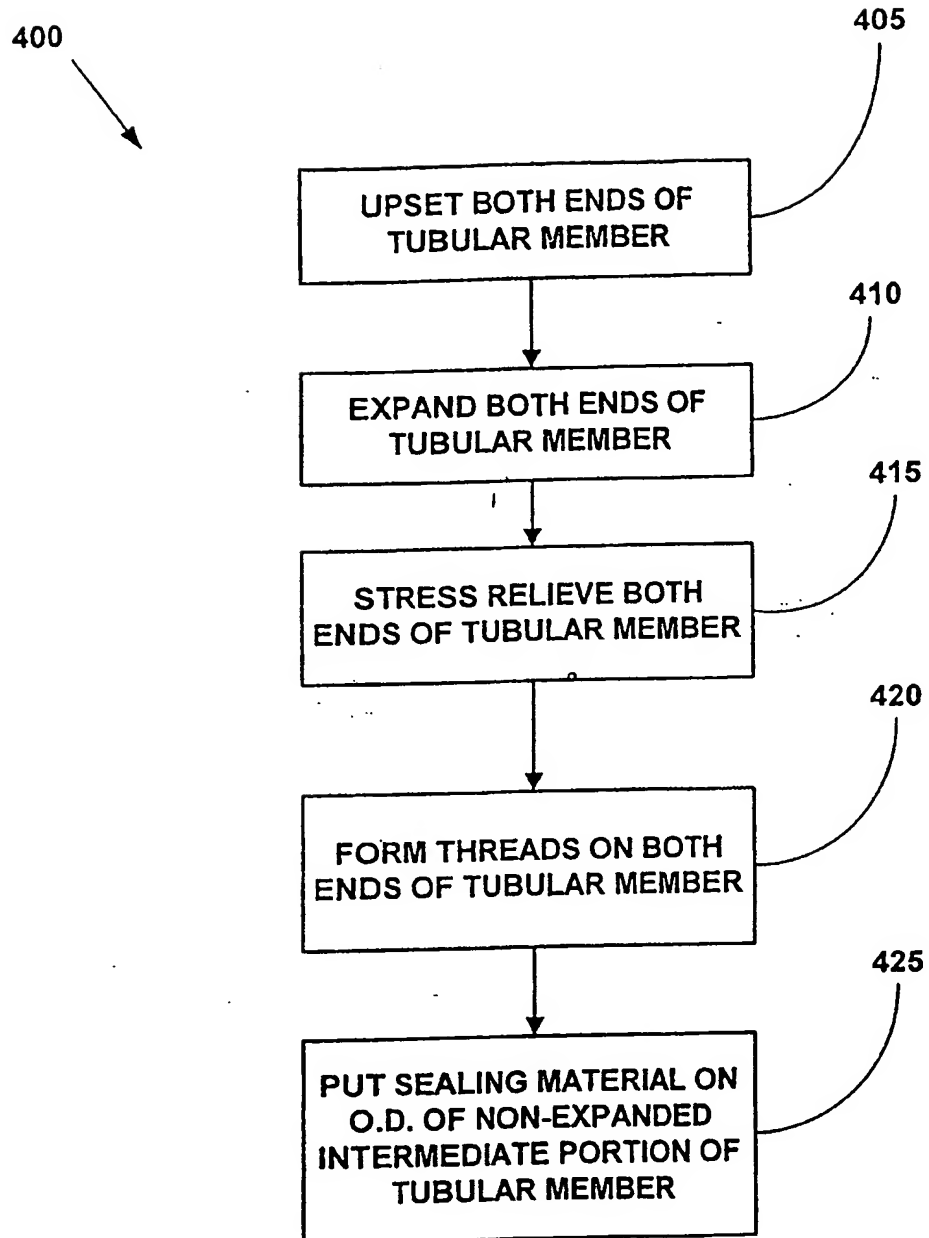 400
405
UPSET BOTH ENDS OF
TUBULAR MEMBER
410
EXPAND BOTH ENDS OF
TUBULAR MEMBER
415
STRESS RELIEVE BOTH
ENDS OF TUBULAR MEMBER
420
FORM THREADS ON BOTH
ENDS OF TUBULAR MEMBER
425
PUT SEALING MATERIAL ON
O.D. OF NON-EXPANDED
INTERMEDIATE PORTION OF
TUBULAR MEMBER